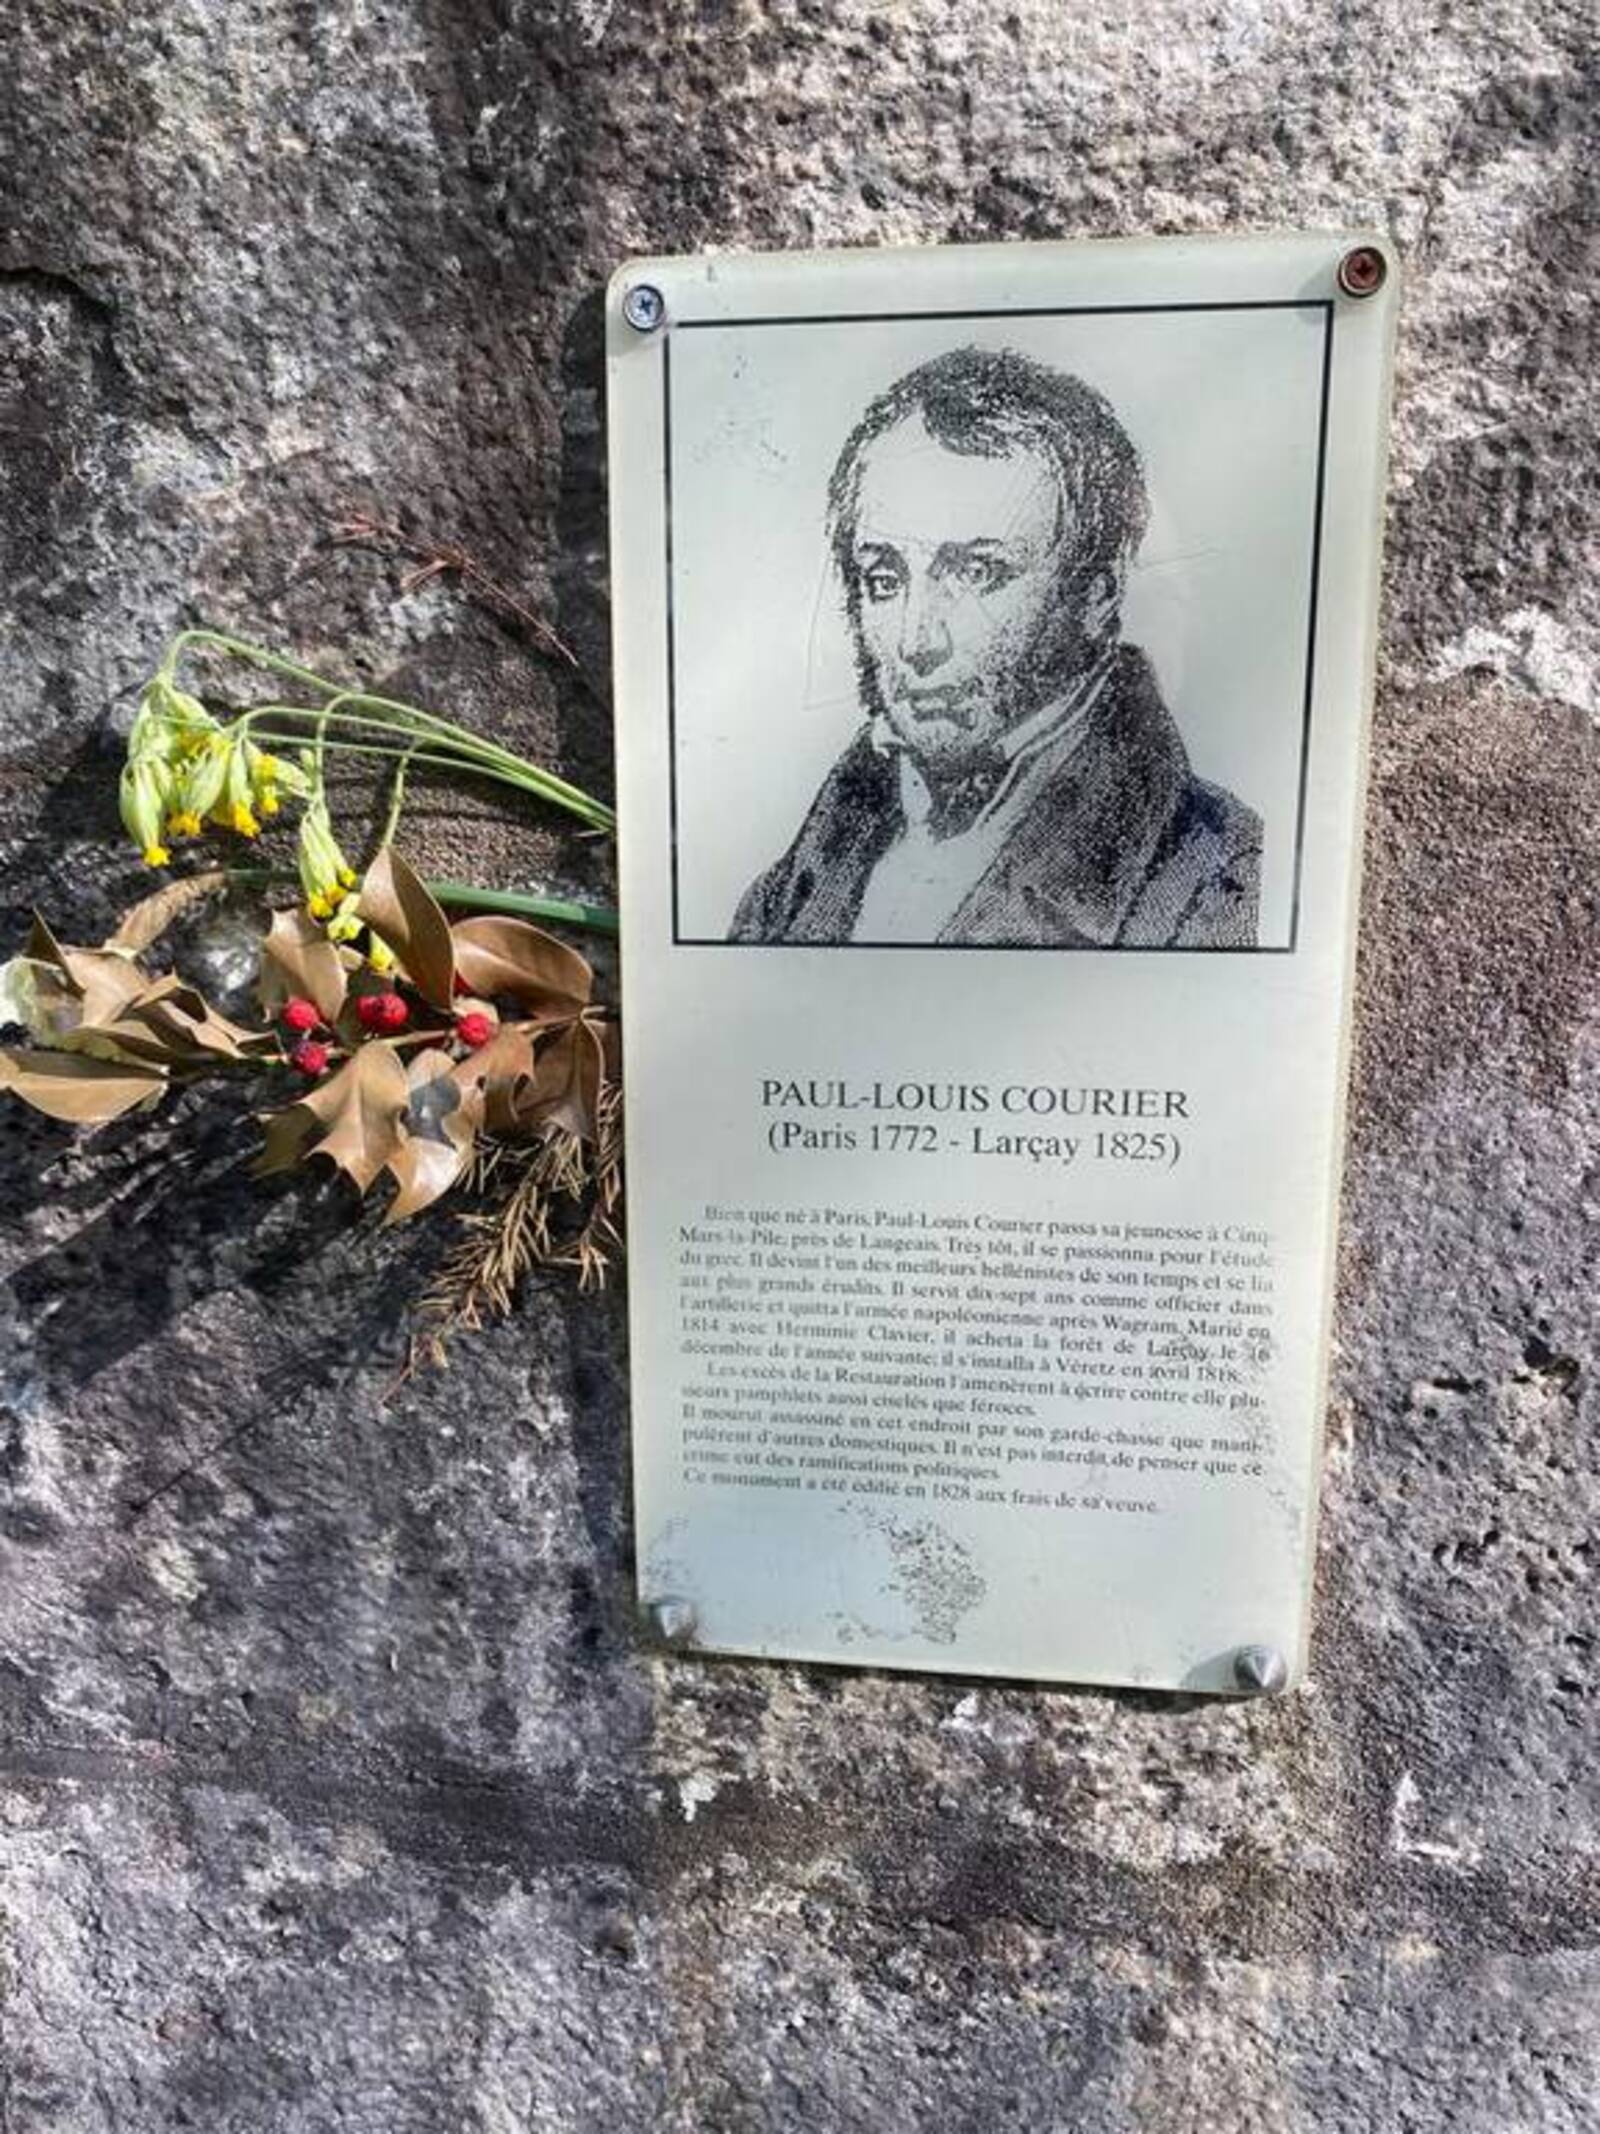 PAUL-LOUIS COURIER
(Paris 1772 - Larçay 1825)
Bien que né à Paris, Paul-Louis Courier passa sa jeunesse à Cinq-
Mars-la-Pile, près de Langeais. Très tôt, il se passionna pour l'étude
du grec. Il devint l'un des meilleurs hellénistes de son temps et se lia
aux plus grands érudits. Il servit dix-sept ans comme officier dans
l'artillerie et quitta l'armée napoléonienne après Wagram. Marié en
1814 avec Herminie Clavier, il acheta la forêt de Larçay le
décembre de l'année suivante; il s'installa à Véretz en avril 1818.
Les excès de la Restauration l'amenèrent à écrire contre elle plu-
sieurs pamphlets aussi ciselés que féroces.
Il mourut assassiné en cet endroit par son garde-chasse que mani-
pulèrent d'autres domestiques. Il n'est pas interdit de penser que ce
crime eut des ramifications politiques.
Ce monument a été édifié en 1828 aux frais de sa veuve.